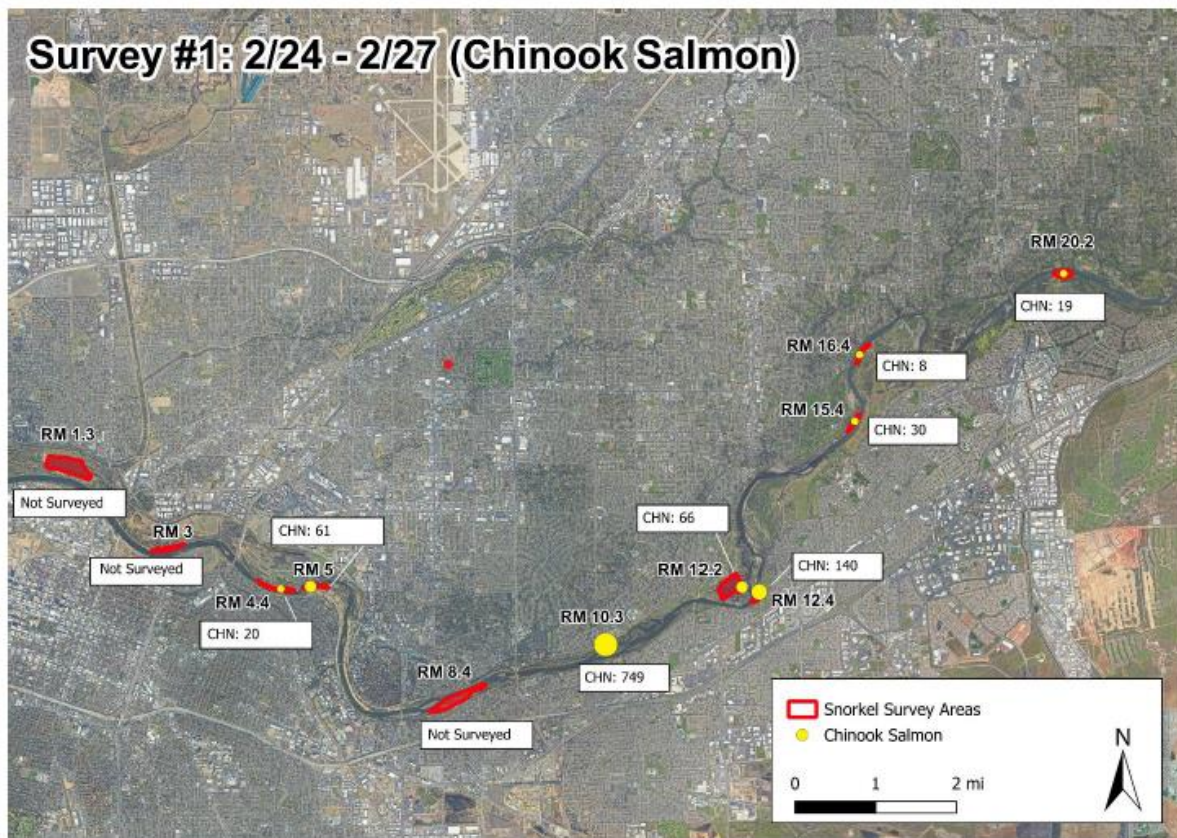 Survey #1: 2/24 - 2/27 (Chinook Salmon)
RM 20.2
CHN: 19
RM 16.4
CHN: 8
RM 15.4
CHN: 30
RM 1.3
Not Surveyed
CHN: 61
CHN: 66
RM 3
Not Surveyed
RM 5
RM 12.2
CHN: 140
RM 4.4
RM 12.4
CHN: 20
RM 10.3
RM 8.4
CHN: 749
Not Surveyed
Snorkel Survey Areas
Chinook Salmon
N
0 1 2 mi